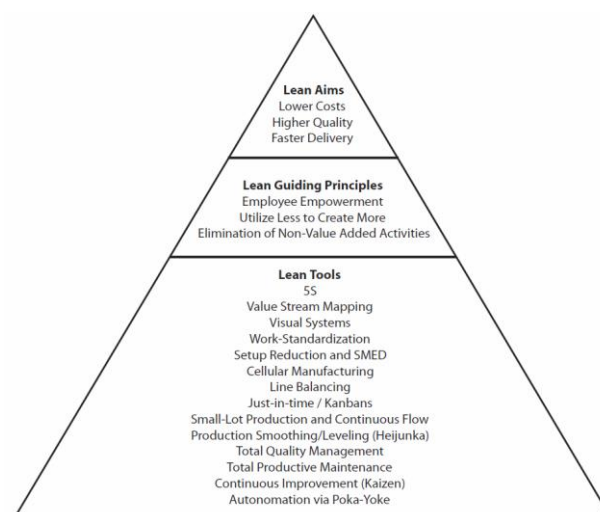 Lean Aims
Lower Costs
Higher Quality
Faster Delivery
Lean Guiding Principles
Employee Empowerment
Utilize Less to Create More
Elimination of Non-Value Added Activities
Lean Tools
5S
Value Stream Mapping
Visual Systems
Work-Standardization
Setup Reduction and SMED
Cellular Manufacturing
Line Balancing
Just-in-time / Kanbans
Small-Lot Production and Continuous Flow
Production Smoothing/Leveling (Heijunka)
Total Quality Management
Total Productive Maintenance
Continuous Improvement (Kaizen)
Autonomation via Poka-Yoke